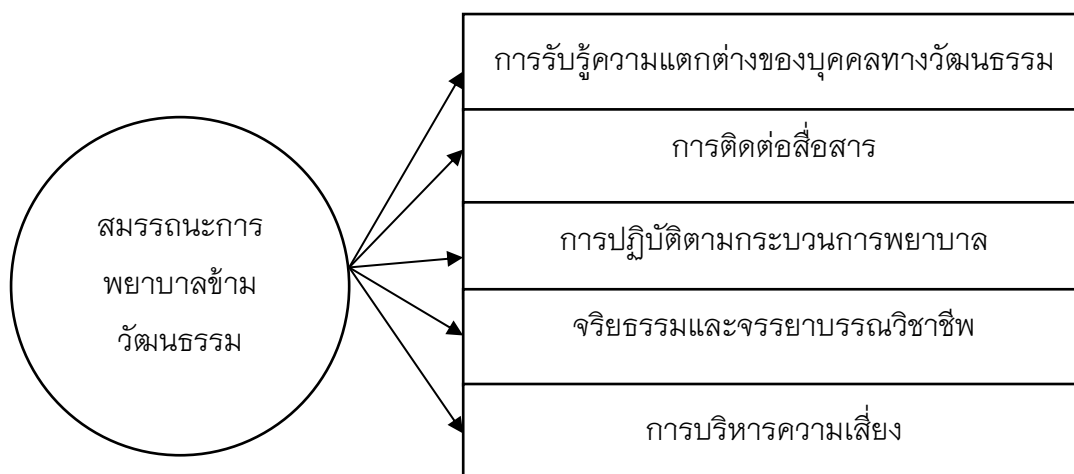 สมรรถนะการ
พยาบาลข้าม
วัฒนธรรม
การรับรู้ความแตกต่างของบุคคลทางวัฒนธรรม
การติดต่อสื่อสาร
การปฏิบัติตามกระบวนการพยาบาล
จริยธรรมและจรรยาบรรณวิชาชีพ
การบริหารความเสี่ยง